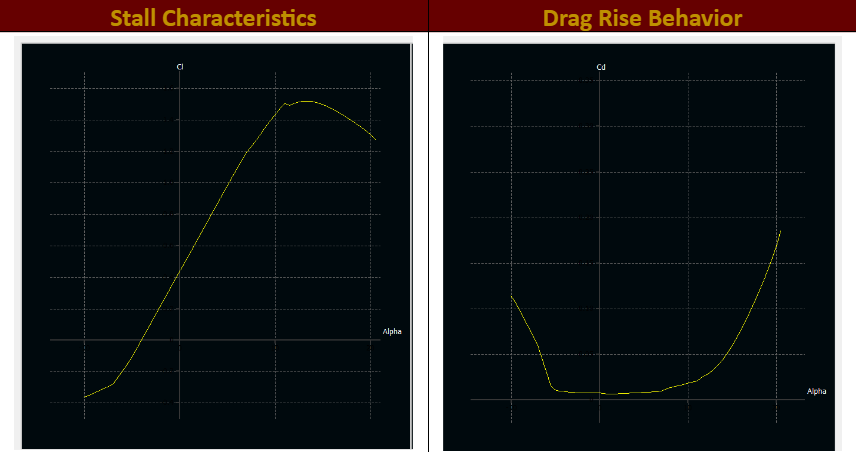 Stall Characteristics
Drag Rise Behavior
Cl
Alpha
Cd
Alpha